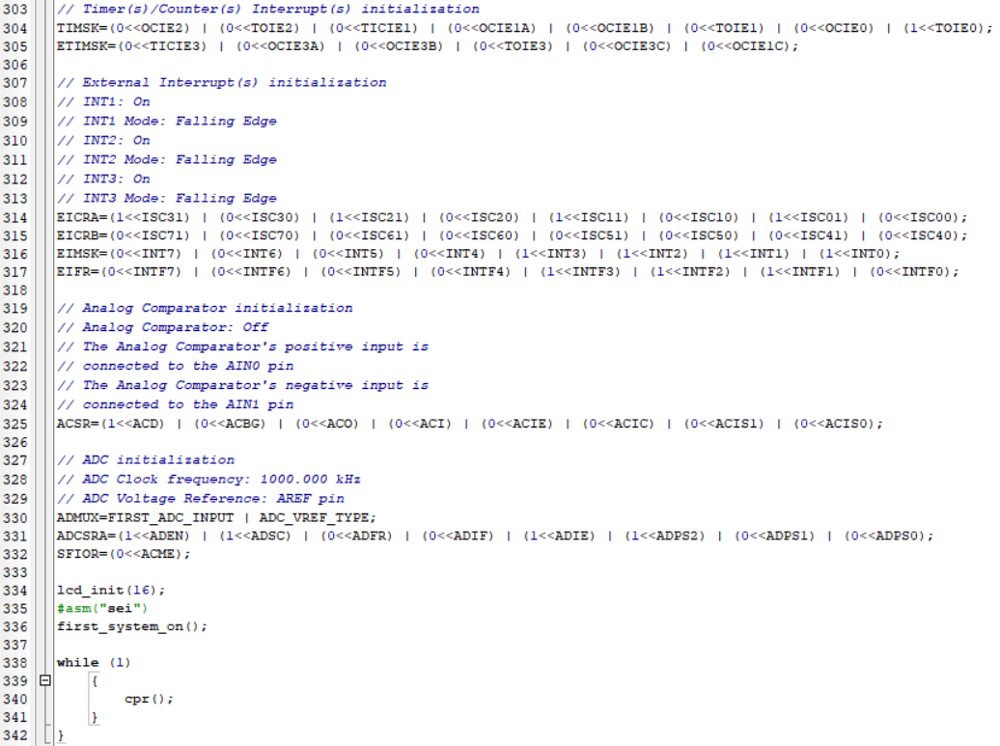 303 // Timer(s)/Counter(s) Interrupt(s) initialization
304 TIMSK=(0<<OCIE2) | (0<<TOIE2) | (0<<TICIE1) | (0<<OCIE1A) | (0<<OCIE1B) | (0<<TOIE1) | (0<<OCIE0) | (1<<TOIE0);
305 ETIMSK=(0<<TICIE3) | (0<<OCIE3A) | (0<<OCIE3B) | (0<<TOIE3) | (0<<OCIE3C) | (0<<OCIE1C);
306
307 // External Interrupt(s) initialization
308 // INT1: On
309 // INT1 Mode: Falling Edge
310 // INT2: On
311 // INT2 Mode: Falling Edge
312 // INT3: On
313 // INT3 Mode: Falling Edge
314 EICRA=(1<<ISC31) | (0<<ISC30) | (1<<ISC21) | (0<<ISC20) | (1<<ISC11) | (0<<ISC10) | (1<<ISC01) | (0<<ISC00);
315 EICRB=(0<<ISC71) | (0<<ISC70) | (0<<ISC61) | (0<<ISC60) | (0<<ISC51) | (0<<ISC50) | (0<<ISC41) | (0<<ISC40);
316 EIMSK=(0<<INT7) | (0<<INT6) | (0<<INT5) | (0<<INT4) | (1<<INT3) | (1<<INT2) | (1<<INT1) | (1<<INT0);
317 EIFR=(0<<INTF7) | (0<<INTF6) | (0<<INTF5) | (0<<INTF4) | (1<<INTF3) | (1<<INTF2) | (1<<INTF1) | (0<<INTF0);
318
319 // Analog Comparator initialization
320 // Analog Comparator: Off
321 // The Analog Comparator's positive input is
322 // connected to the AIN0 pin
323 // The Analog Comparator's negative input is
324 // connected to the AIN1 pin
325 ACSR=(1<<ACD) | (0<<ACBG) | (0<<ACO) | (0<<ACI) | (0<<ACIE) | (0<<ACIC) | (0<<ACIS1) | (0<<ACIS0);
326
327 // ADC initialization
328 // ADC Clock frequency: 1000.000 kHz
329 // ADC Voltage Reference: AREF pin
330 ADMUX=FIRST_ADC_INPUT | ADC_VREF_TYPE;
331 ADCSRA=(1<<ADEN) | (1<<ADSC) | (0<<ADFR) | (0<<ADIF) | (1<<ADIE) | (1<<ADPS2) | (0<<ADPS1) | (0<<ADPS0);
332 SFIOR=(0<<ACME);
333
334 lcd_init(16);
335 #asm("sei")
336 first_system_on();
337
338 while (1)
339 {
340 cpr();
341 }
342 }